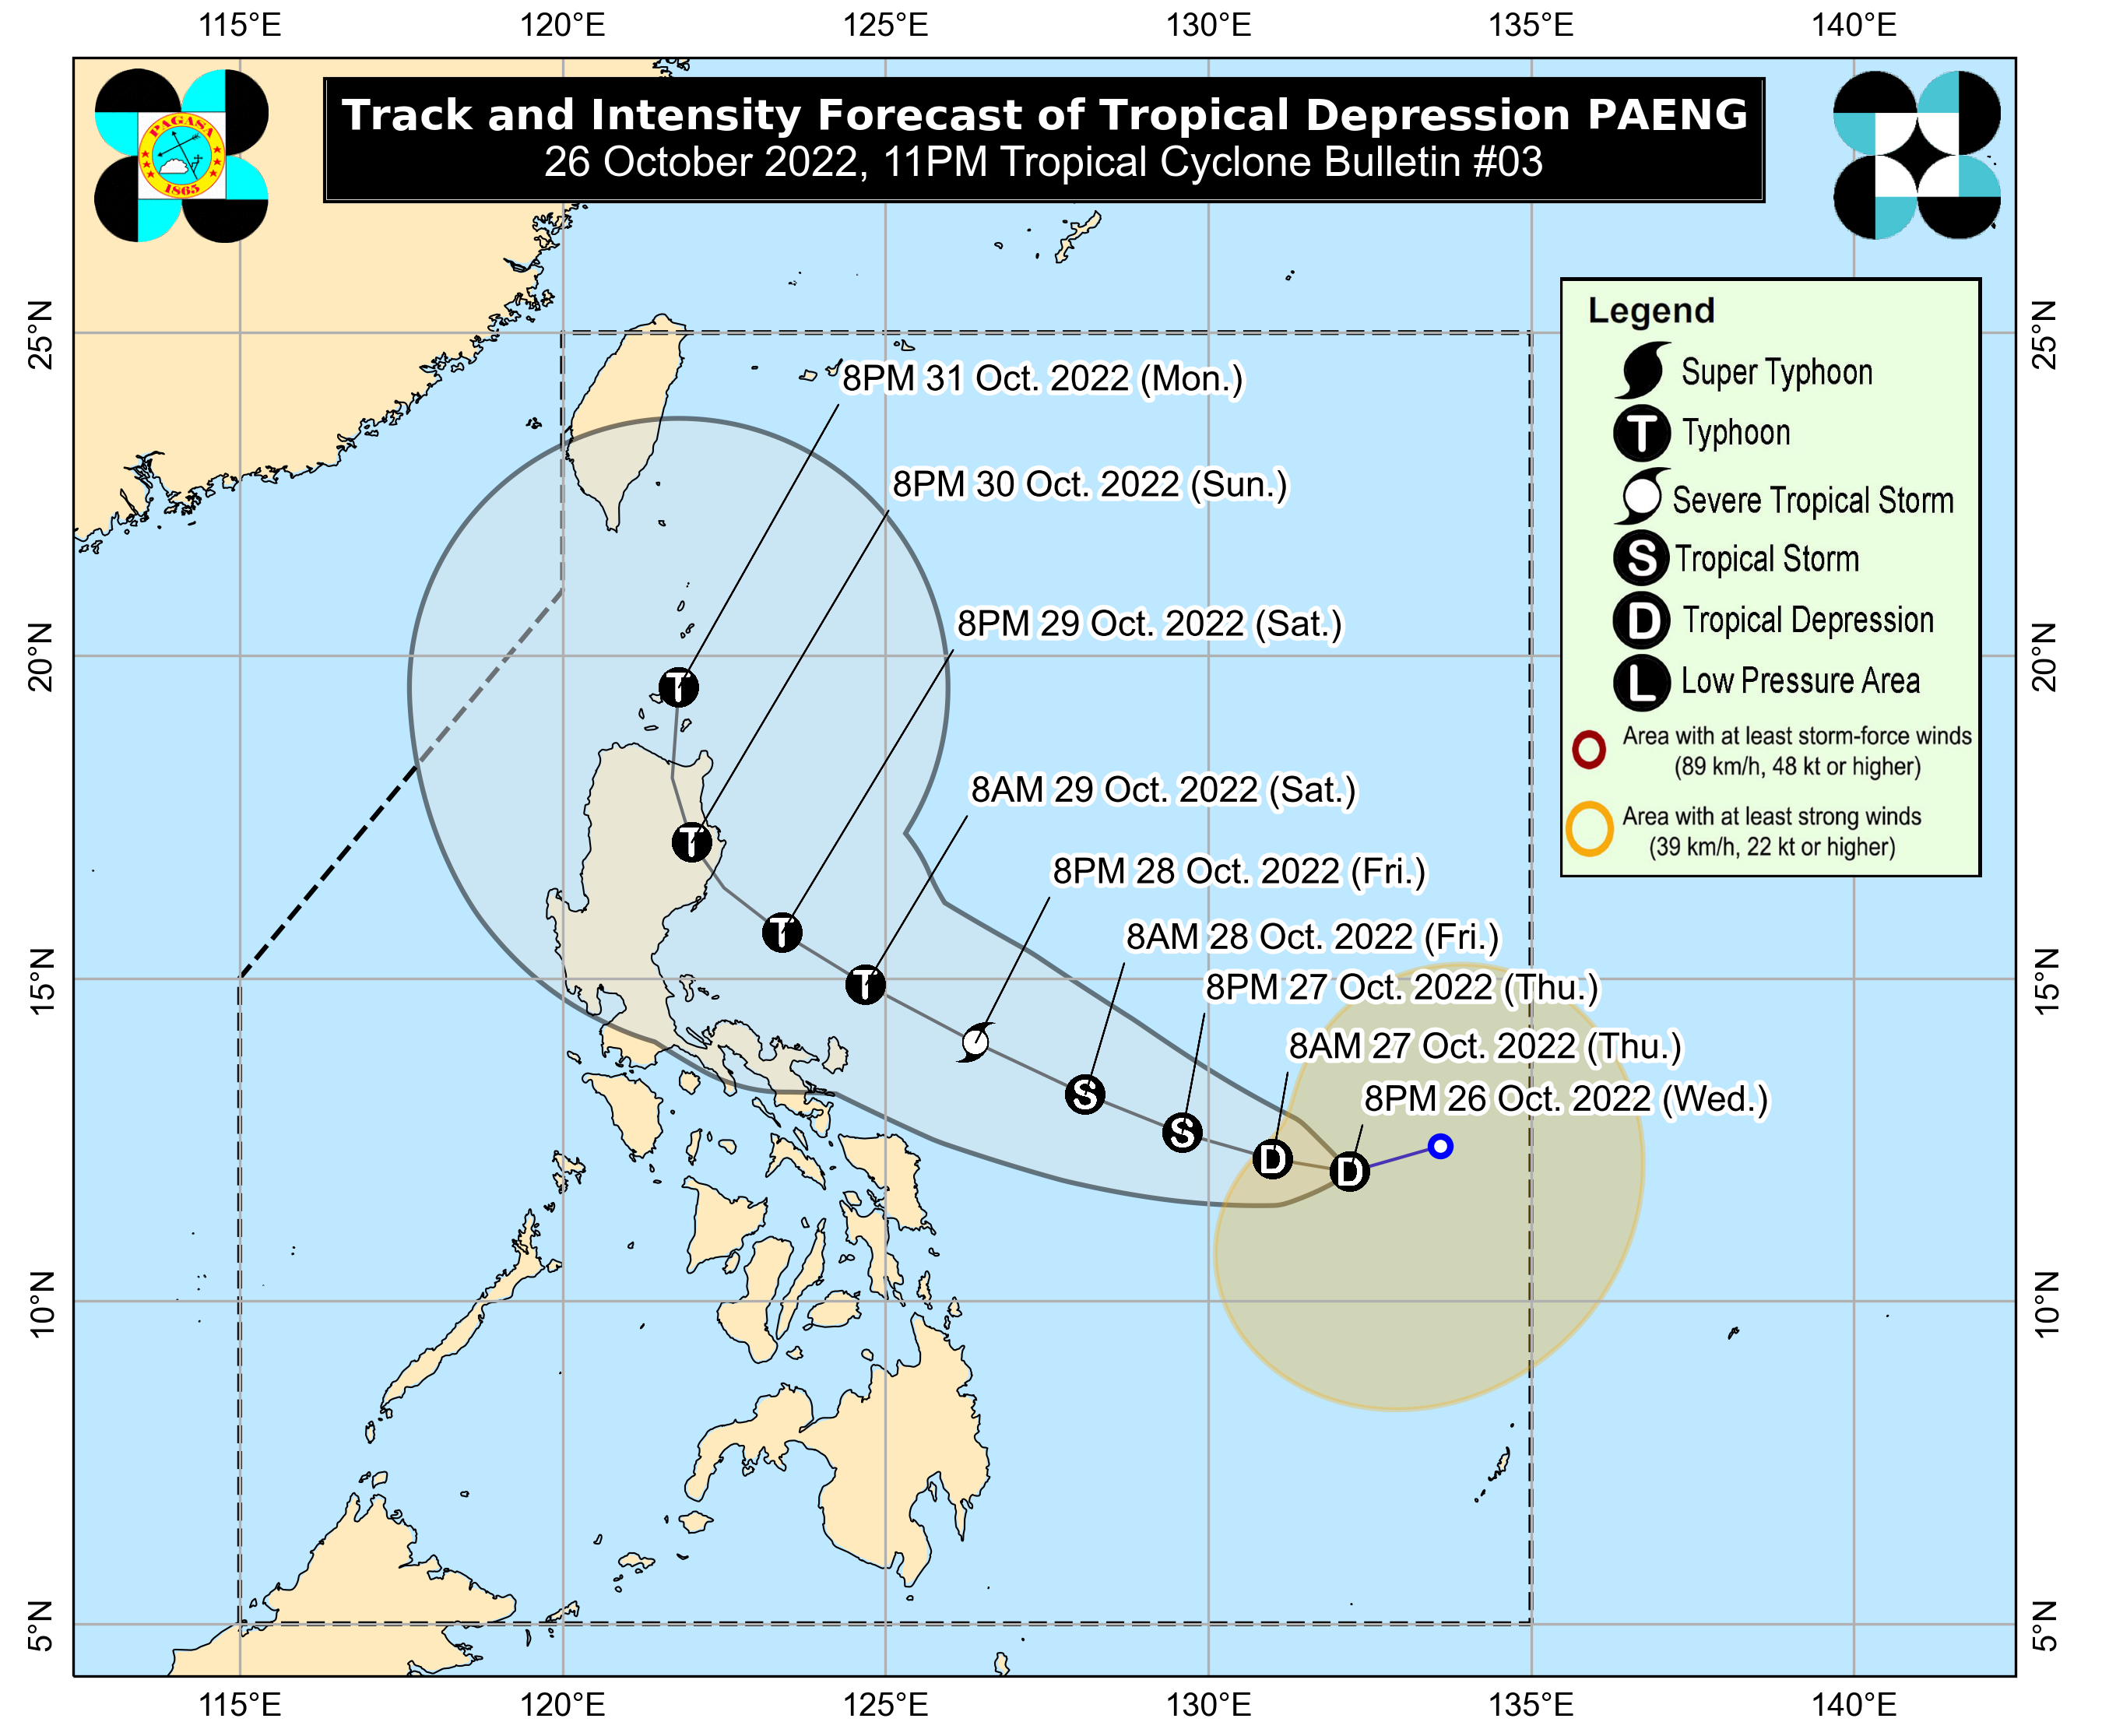 115°E 120°E 125°E 130°E 135°E 140°E
Track and Intensity Forecast of Tropical Depression PAENG
26 October 2022, 11PM Tropical Cyclone Bulletin #03
PAGASA
1865
Legend
Super Typhoon
T Typhoon
Severe Tropical Storm
S Tropical Storm
D Tropical Depression
L Low Pressure Area
Area with at least storm-force winds
(89 km/h, 48 kt or higher)
Area with at least strong winds
(39 km/h, 22 kt or higher)
25°N 25°N
8PM 31 Oct. 2022 (Mon.)
8PM 30 Oct. 2022 (Sun.)
8PM 29 Oct. 2022 (Sat.)
20°N 20°N
T
8AM 29 Oct. 2022 (Sat.)
T
8PM 28 Oct. 2022 (Fri.)
T
8AM 28 Oct. 2022 (Fri.)
15°N 15°N
T
8PM 27 Oct. 2022 (Thu.)
8AM 27 Oct. 2022 (Thu.)
S
8PM 26 Oct. 2022 (Wed.)
S
D
D
10°N 10°N
5°N 5°N
115°E 120°E 125°E 130°E 135°E 140°E